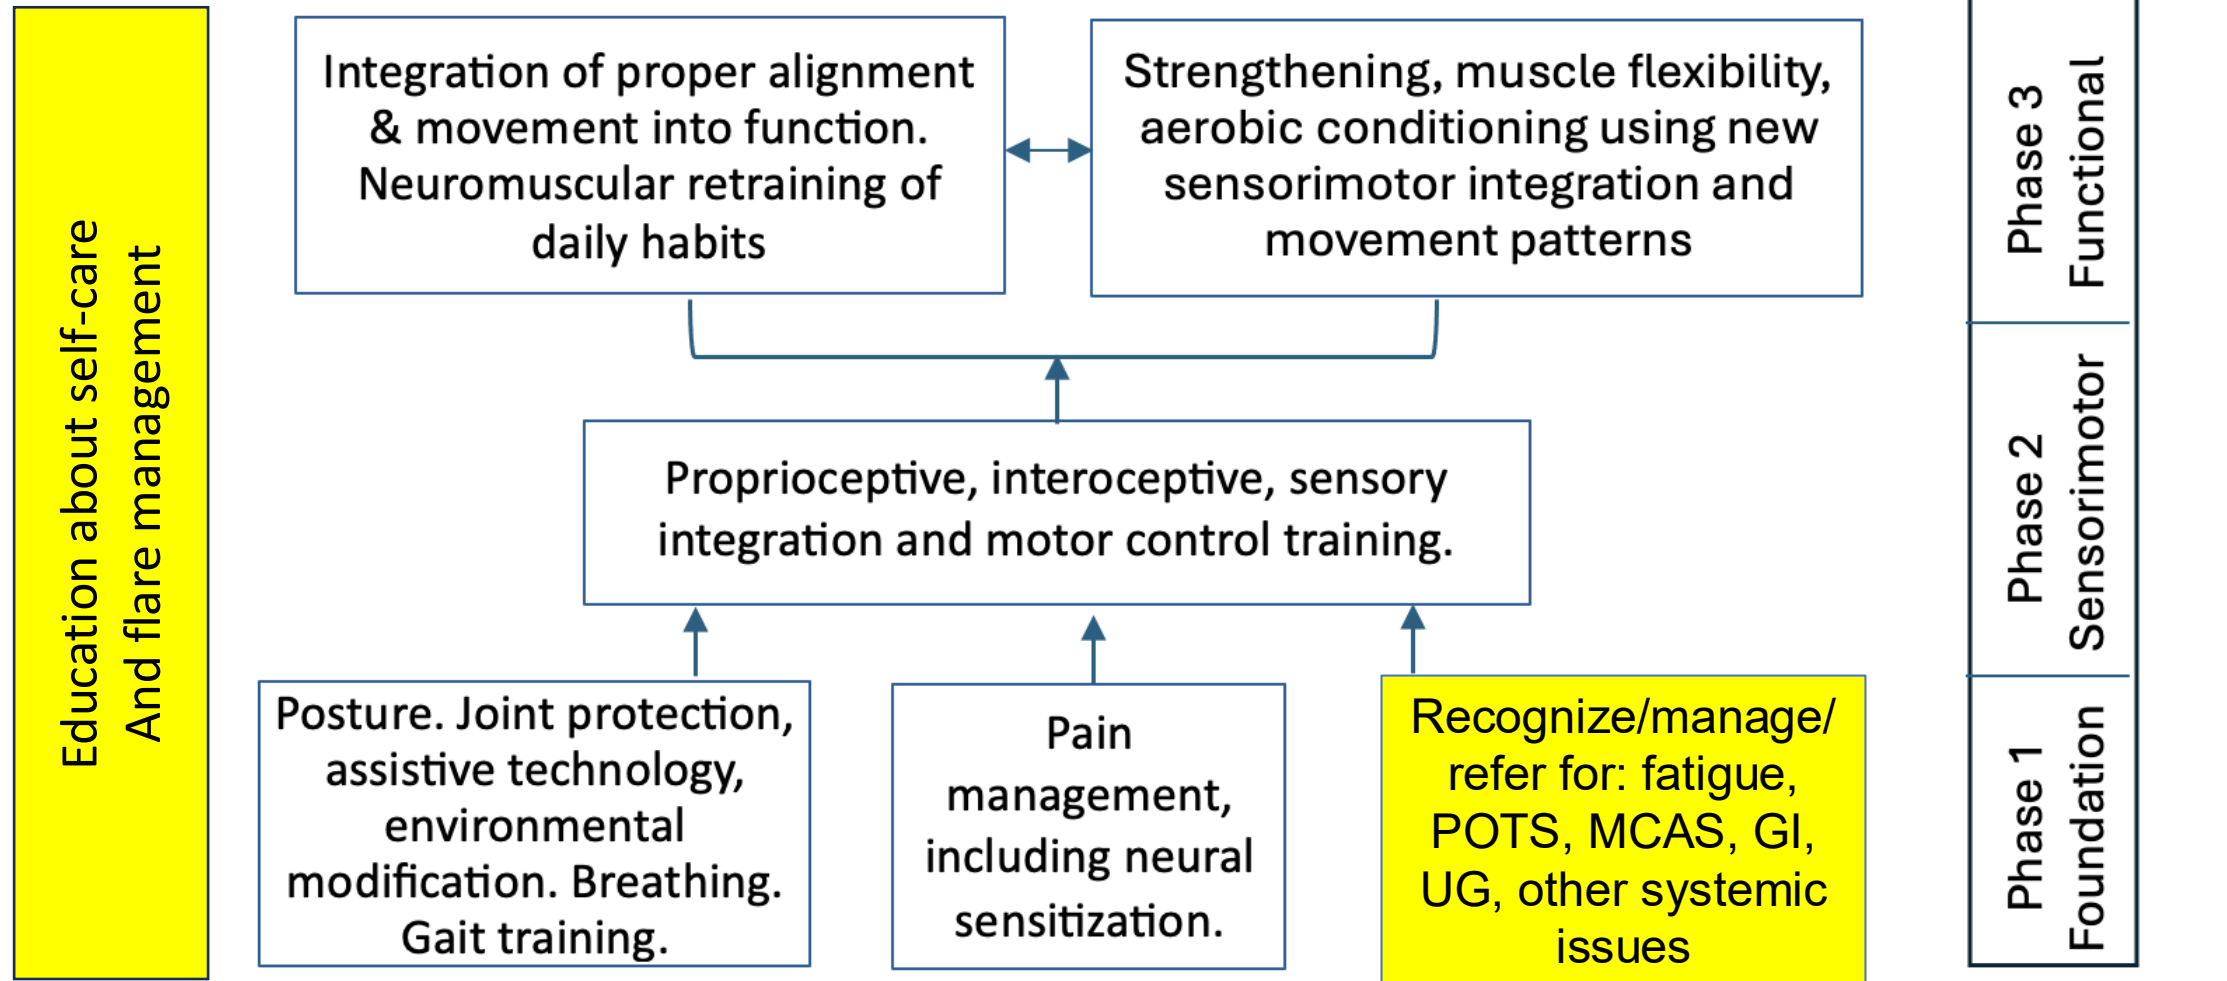 Education about self-care
And flare management
Integration of proper alignment
& movement into function.
Neuromuscular retraining of
daily habits
Strengthening, muscle flexibility,
aerobic conditioning using new
sensorimotor integration and
movement patterns
Phase 3
Functional
Proprioceptive, interoceptive, sensory
integration and motor control training.
Phase 2
Sensorimotor
Posture. Joint protection,
assistive technology,
environmental
modification. Breathing.
Gait training.
Pain
management,
including neural
sensitization.
Recognize/manage/
refer for: fatigue,
POTS, MCAS, GI,
UG, other systemic
issues
Phase 1
Foundation